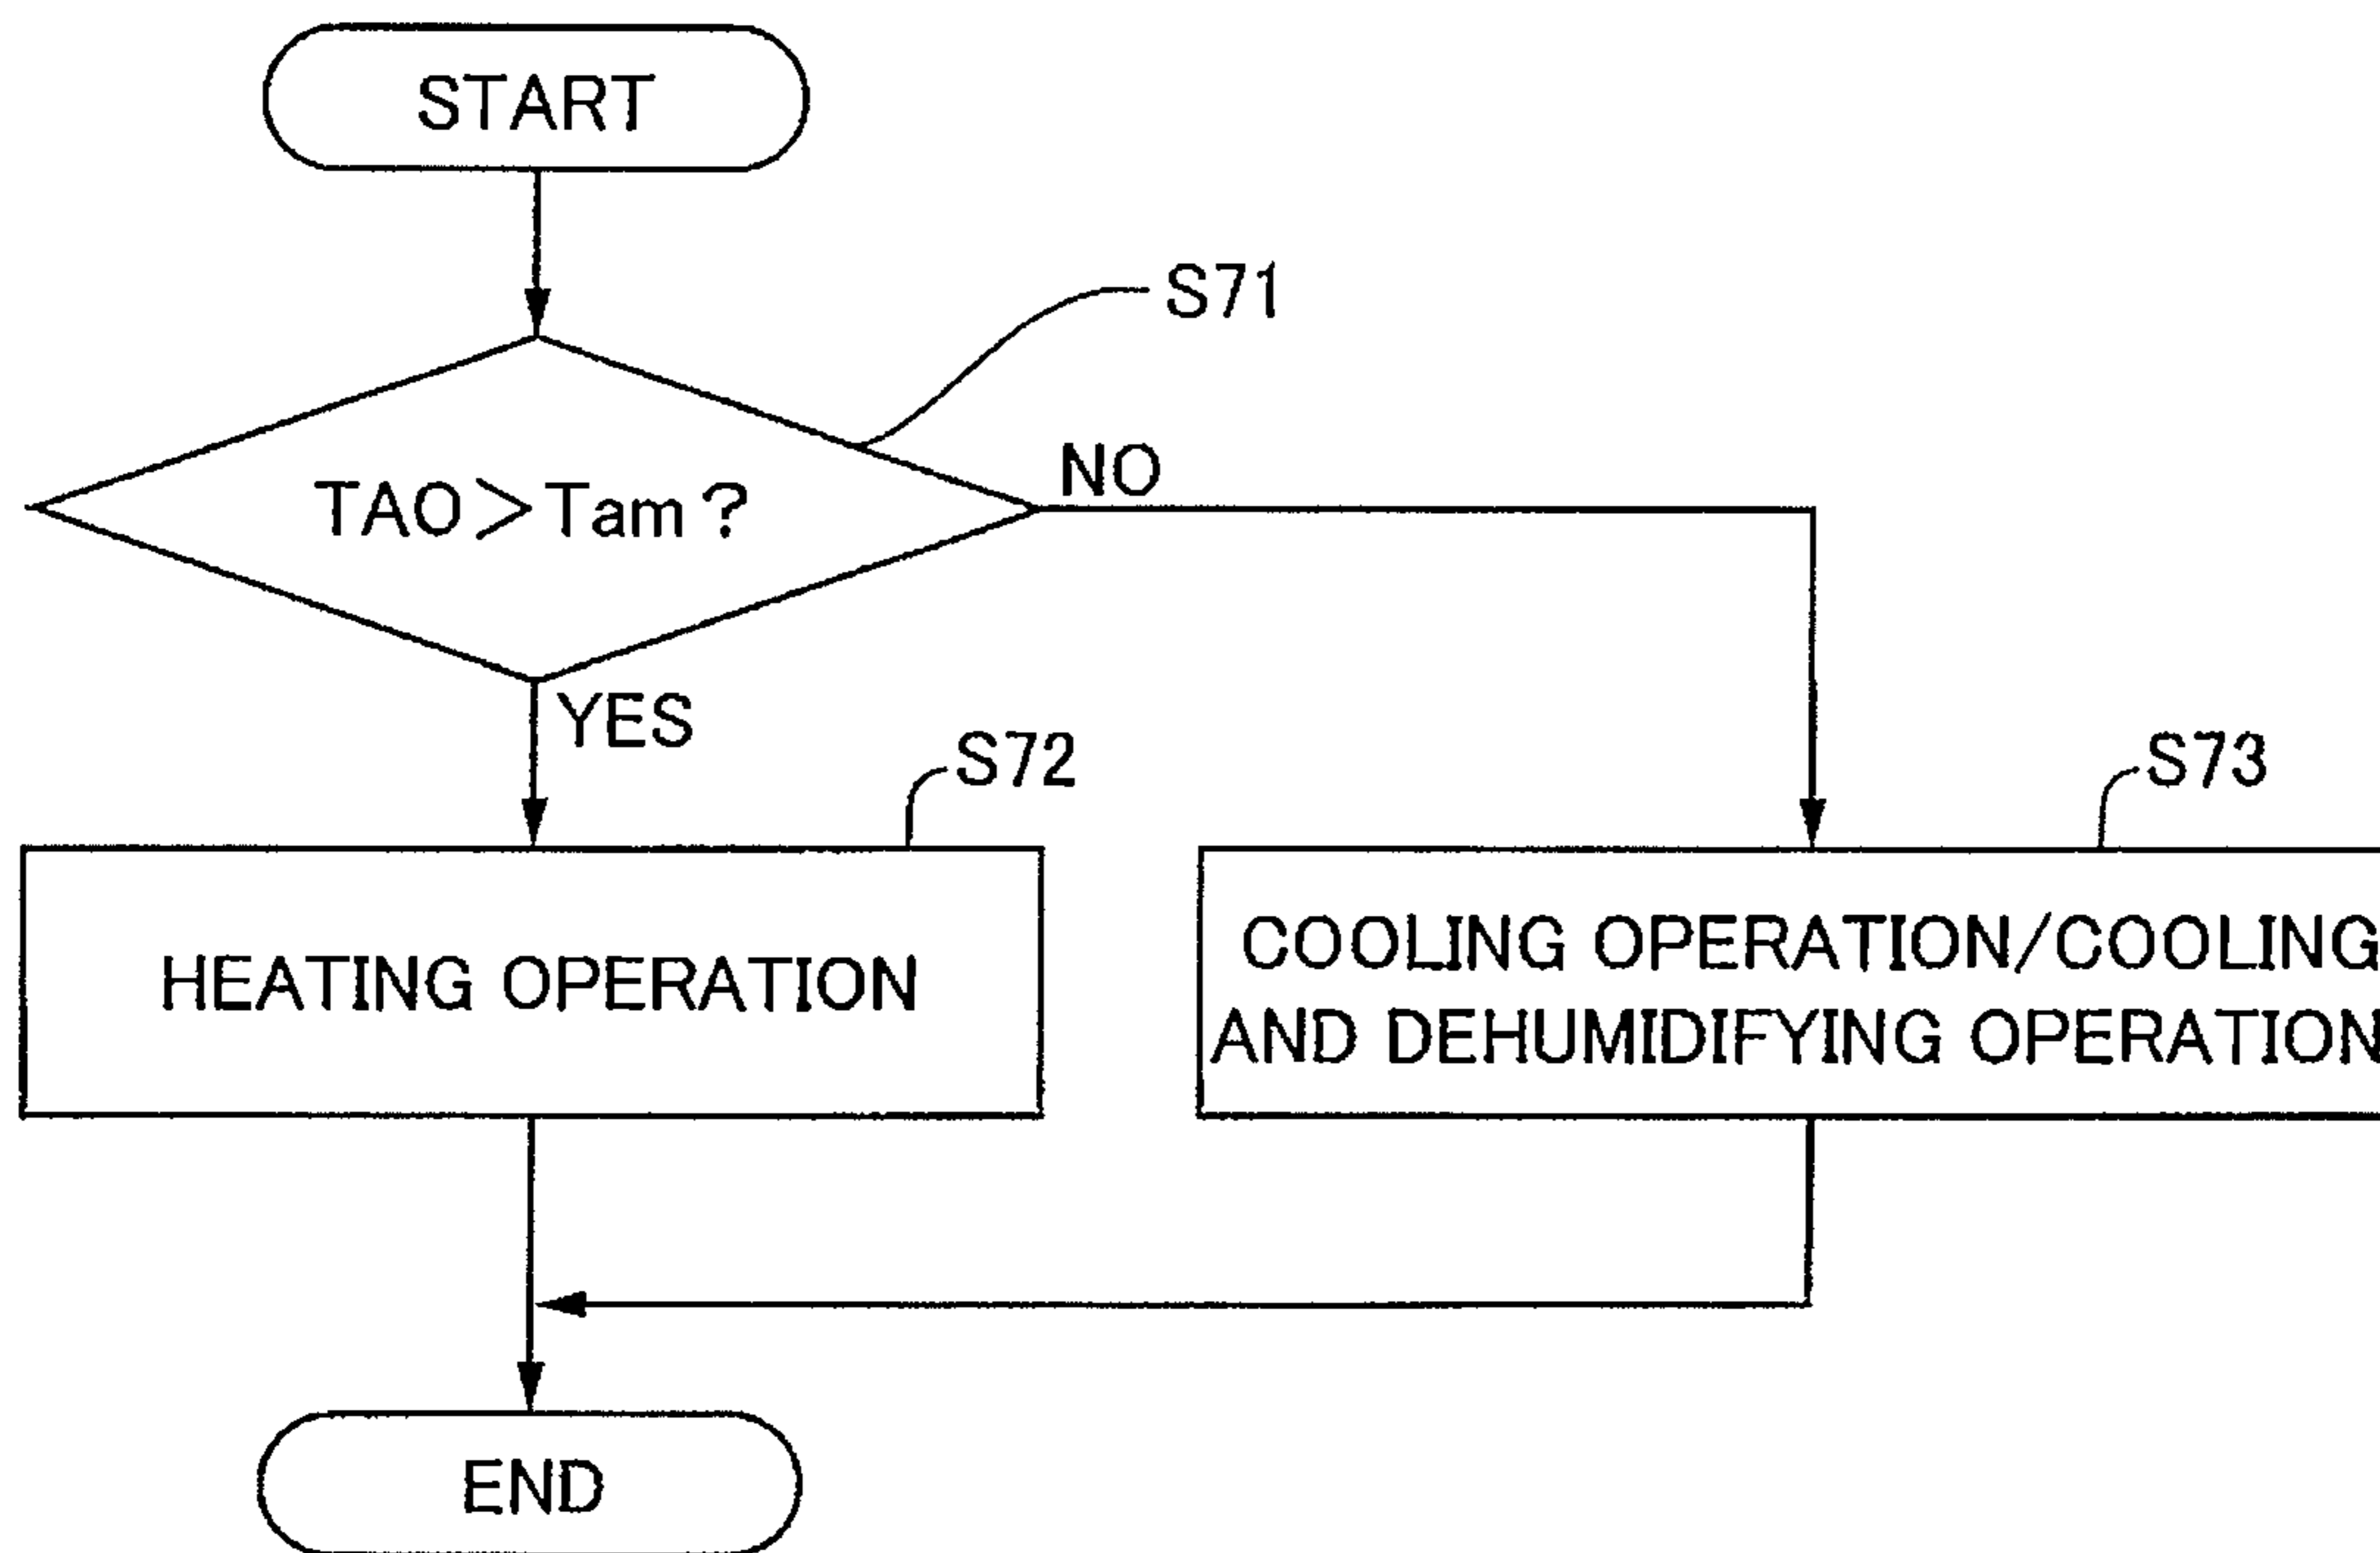 START
S71
TAO>Tam?
NO
YES
S72
S73
HEATING OPERATION
COOLING OPERATION/COOLING
AND DEHUMIDIFYING OPERATION
END